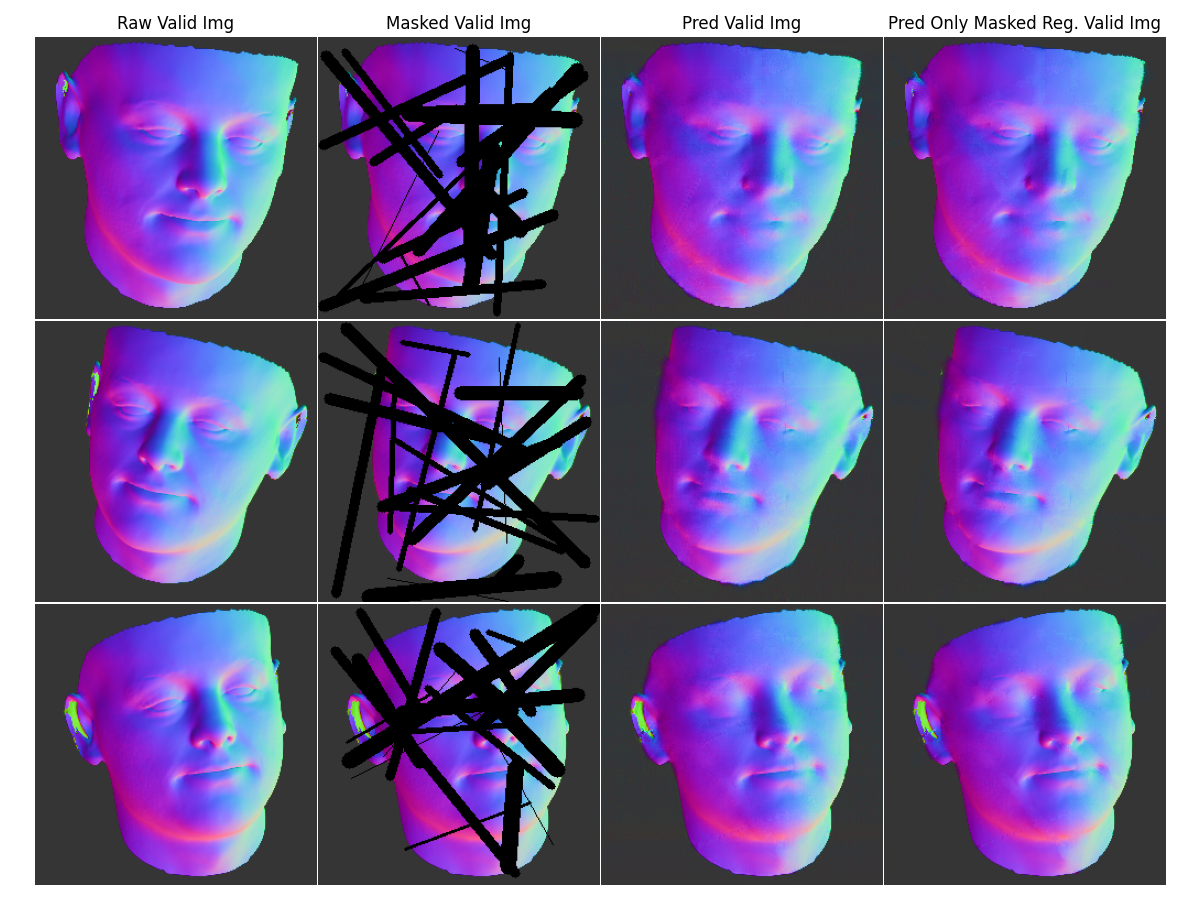 Raw Valid Img
Masked Valid Img
Pred Valid Img
Pred Only Masked Reg. Valid Img